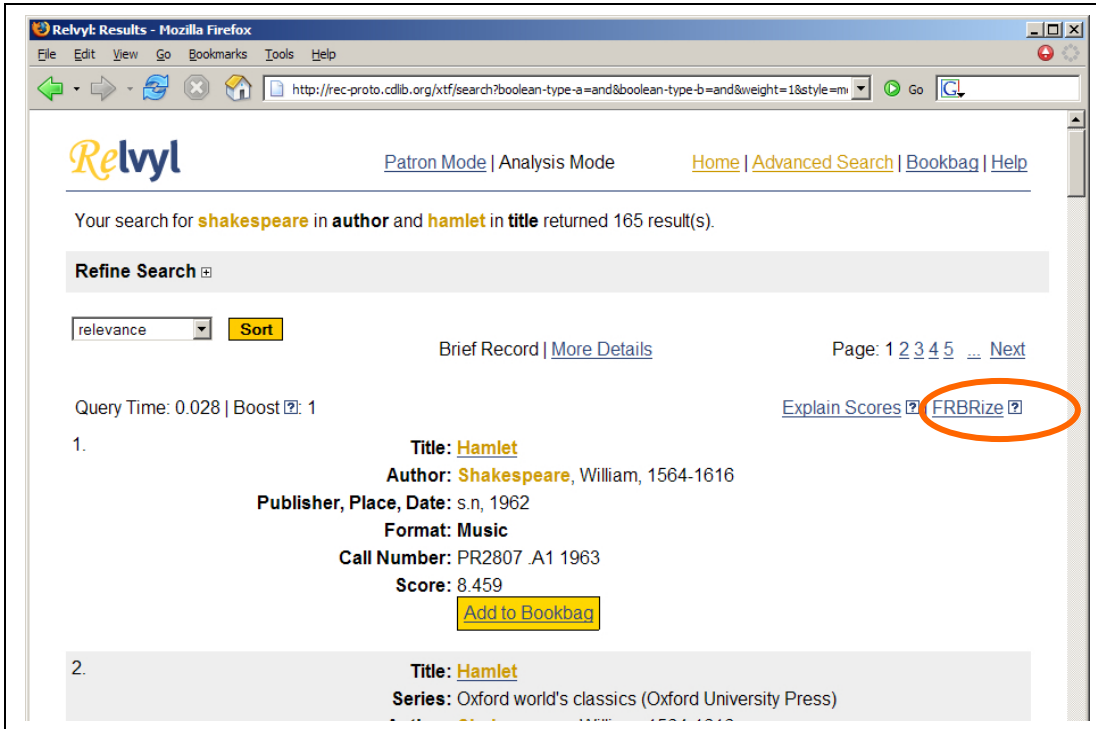 Relvyl: Results - Mozilla Firefox
File Edit View Go Bookmarks Tools Help
http://rec-proto.cdlib.org/xtf/search?boolean-type-a=and&boolean-type-b=and&weight=1&style=m Go G
Relvyl Patron Mode | Analysis Mode Home | Advanced Search | Bookbag | Help
Your search for shakespeare in author and hamlet in title returned 165 result(s).
Refine Search
relevance Sort
Brief Record | More Details Page: 1 2 3 4 5 ... Next
Query Time: 0.028 | Boost ?: 1 Explain Scores ? | FRBRize ?
1. Title: Hamlet
Author: Shakespeare, William, 1564-1616
Publisher, Place, Date: s.n, 1962
Format: Music
Call Number: PR2807 .A1 1963
Score: 8.459
Add to Bookbag
2. Title: Hamlet
Series: Oxford world's classics (Oxford University Press)